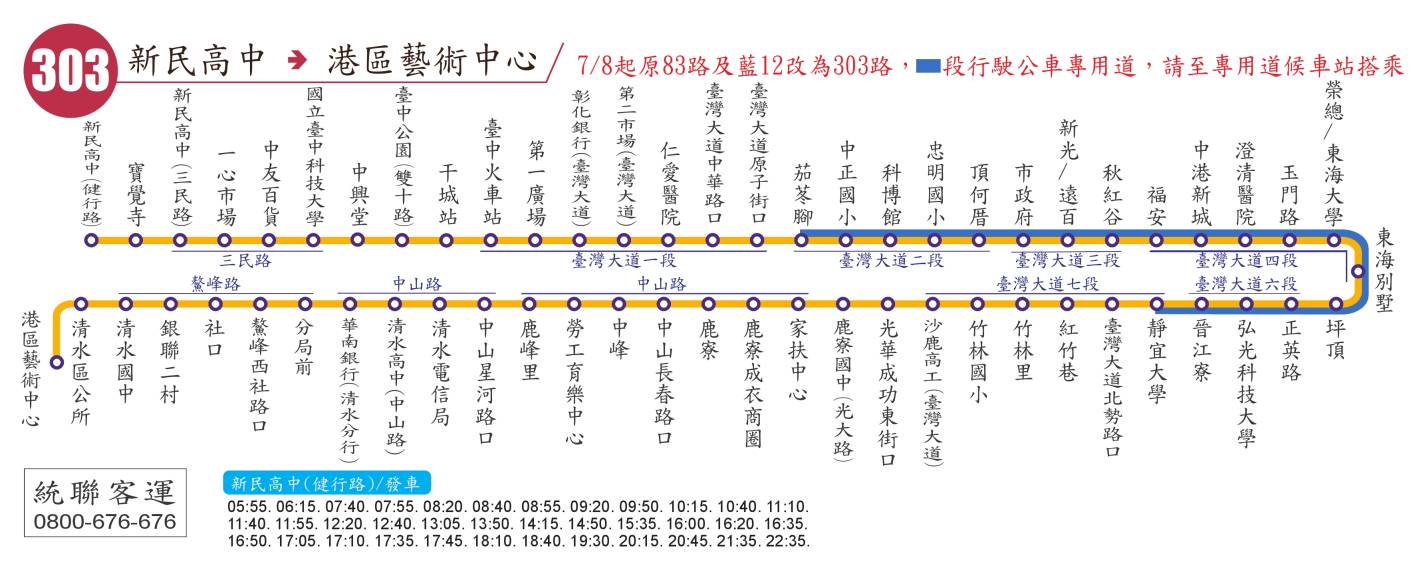 303 新民高中 → 港區藝術中心
7/8起原83路及藍12改為303路，段行駛公車專用道，請至專用道候車站搭乘
新民高中(健行路)
寶覺寺
新民高中(三民路)
一心市場
中友百貨
國立臺中科技大學
中興堂
臺中公園(雙十路)
干城站
臺中火車站
第一廣場
彰化銀行(臺灣大道)
第二市場(臺灣大道)
仁愛醫院
臺灣大道中華路口
臺灣大道原子街口
茄苳腳
中正國小
科博館
忠明國小
頂何厝
市政府
新光/遠百
秋紅谷
福安
中港新城
澄清醫院
玉門路
榮總/東海大學
東海別墅
三民路
臺灣大道一段
臺灣大道二段
臺灣大道三段
臺灣大道四段
鰲峰路
中山路
中山路
臺灣大道七段
臺灣大道六段
港區藝術中心
清水區公所
清水國中
銀聯二村
社口
鰲峰西社路口
分局前
華南銀行(清水分行)
清水高中(中山路)
清水電信局
中山星河路口
鹿峰里
勞工育樂中心
中峰
中山長春路口
鹿寮
鹿寮成衣商圈
家扶中心
鹿寮國中(光大路)
光華成功東街口
沙鹿高工(臺灣大道)
竹林國小
竹林里
紅竹巷
臺灣大道北勢路口
靜宜大學
晉江寮
弘光科技大學
正英路
坪頂
統聯客運
0800-676-676
新民高中(健行路)/發車
05:55. 06:15. 07:40. 07:55. 08:20. 08:40. 08:55. 09:20. 09:50. 10:15. 10:40. 11:10.
11:40. 11:55. 12:20. 12:40. 13:05. 13:50. 14:15. 14:50. 15:35. 16:00. 16:20. 16:35.
16:50. 17:05. 17:10. 17:35. 17:45. 18:10. 18:40. 19:30. 20:15. 20:45. 21:35. 22:35.